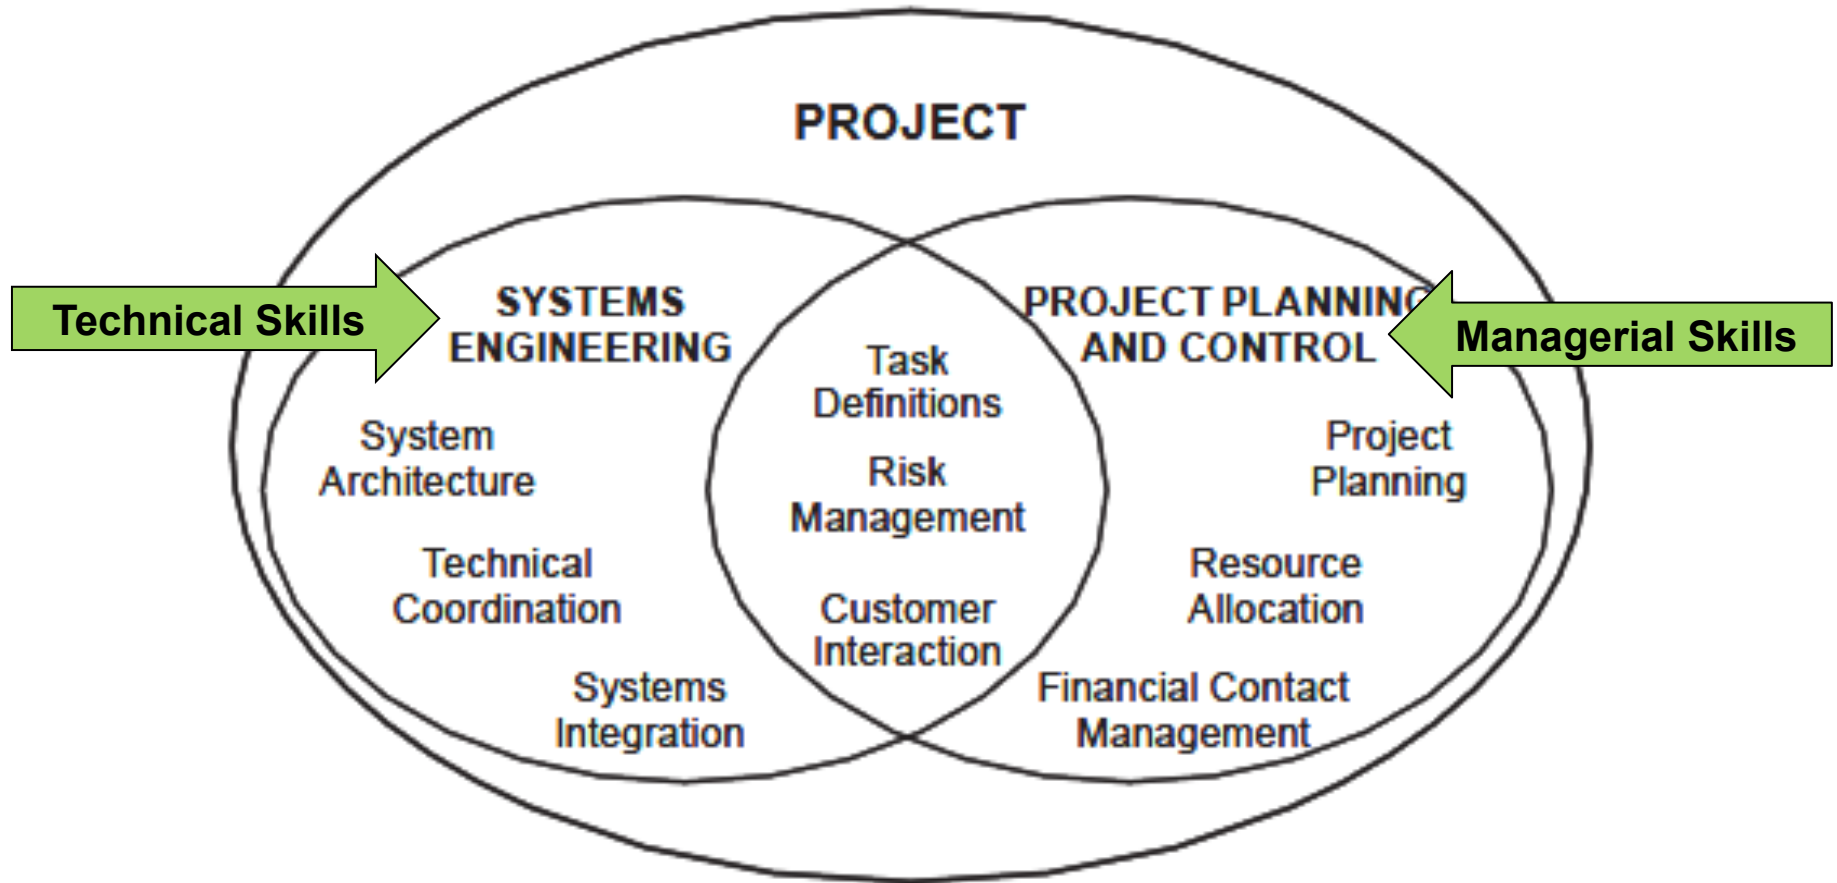 PROJECT
Technical Skills
SYSTEMS
ENGINEERING
System
Architecture
Technical
Coordination
Systems
Integration
Task
Definitions
Risk
Management
Customer
Interaction
PROJECT PLANNING
AND CONTROL
Managerial Skills
Project
Planning
Resource
Allocation
Financial Contact
Management